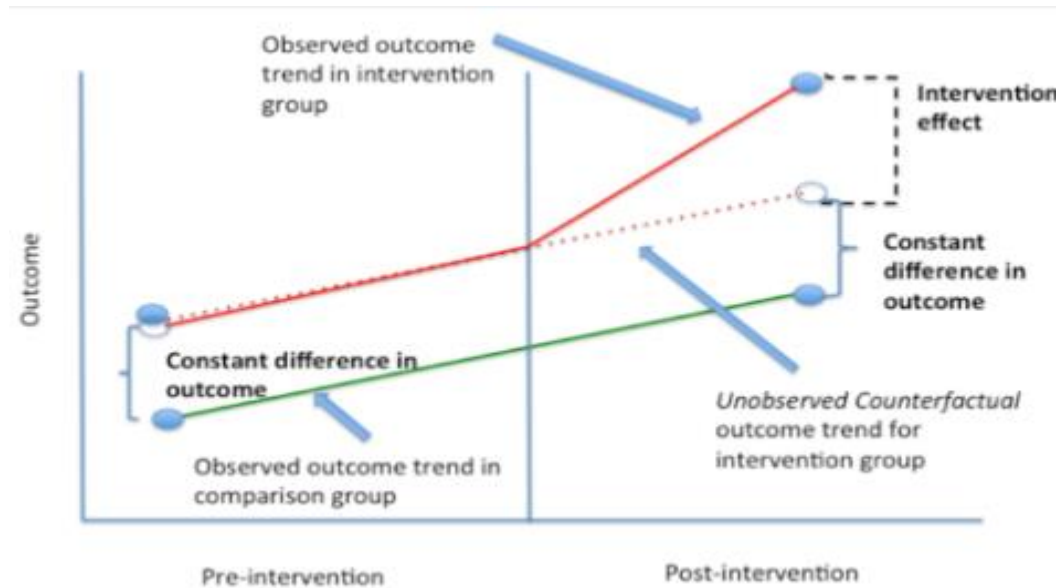 Observed outcome
trend in intervention
group
Intervention
effect
Outcome
Constant
difference in
outcome
Constant difference in
outcome
Unobserved Counterfactual
outcome trend for
intervention group
Observed outcome trend in
comparison group
Pre-intervention
Post-intervention